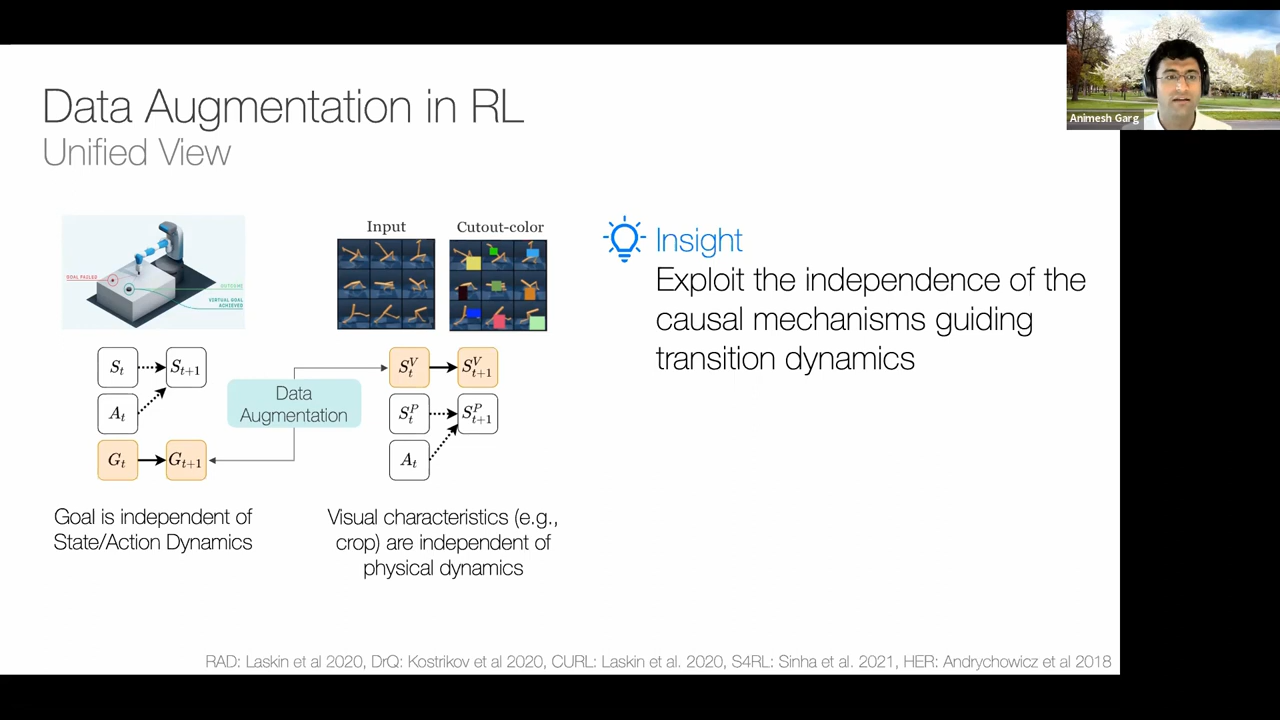 Data Augmentation in RL
Unified View
Animesh Garg
GOAL FAILED
OUTCOME
VIRTUAL GOAL
ACHIEVED
Input
Cutout-color
S_t
S_{t+1}
A_t
G_t
G_{t+1}
Data
Augmentation
S_t^V
S_{t+1}^V
S_t^P
S_{t+1}^P
A_t
Goal is independent of
State/Action Dynamics
Visual characteristics (e.g.,
crop) are independent of
physical dynamics
Insight
Exploit the independence of the
causal mechanisms guiding
transition dynamics
RAD: Laskin et al 2020, DrQ: Kostrikov et al 2020, CURL: Laskin et al. 2020, S4RL: Sinha et al. 2021, HER: Andrychowicz et al 2018